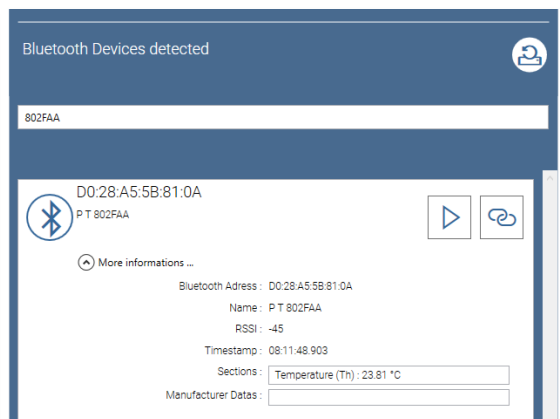 Bluetooth Devices detected
802FAA
D0:28:A5:5B:81:0A
P T 802FAA
More informations ...
Bluetooth Adress : D0:28:A5:5B:81:0A
Name : P T 802FAA
RSSI : -45
Timestamp : 08:11:48.903
Sections : Temperature (Th) : 23.81 °C
Manufacturer Datas :